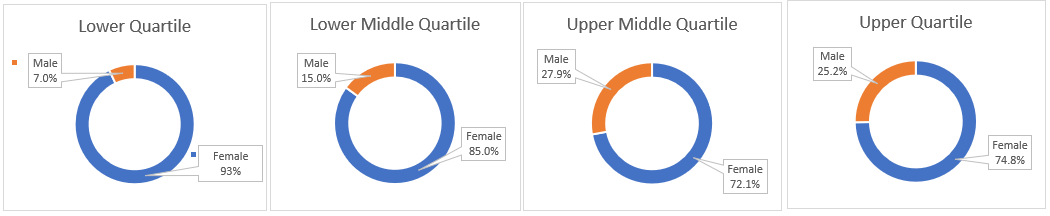 Lower Quartile
Male
7.0%
Female
93%
Lower Middle Quartile
Male
15.0%
Female
85.0%
Upper Middle Quartile
Male
27.9%
Female
72.1%
Upper Quartile
Male
25.2%
Female
74.8%